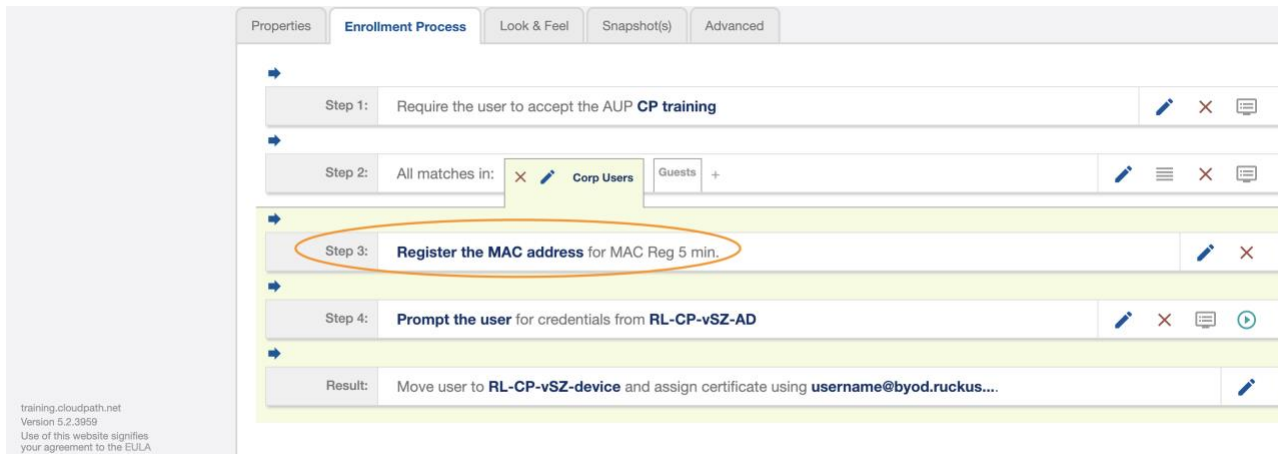 Properties Enrollment Process Look & Feel Snapshot(s) Advanced
Step 1: Require the user to accept the AUP CP training
Step 2: All matches in: Corp Users Guests +
Step 3: Register the MAC address for MAC Reg 5 min.
Step 4: Prompt the user for credentials from RL-CP-vSZ-AD
Result: Move user to RL-CP-vSZ-device and assign certificate using username@byod.ruckus....
training.cloudpath.net
Version 5.2.3959
Use of this website signifies
your agreement to the EULA